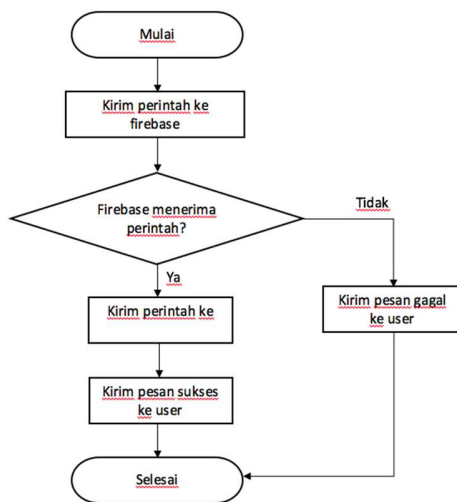 Mulai
Kirim perintah ke
firebase
Firebase menerima
perintah?
Tidak
Ya
Kirim perintah ke
Kirim pesan gagal
ke user
Kirim pesan sukses
ke user
Selesai